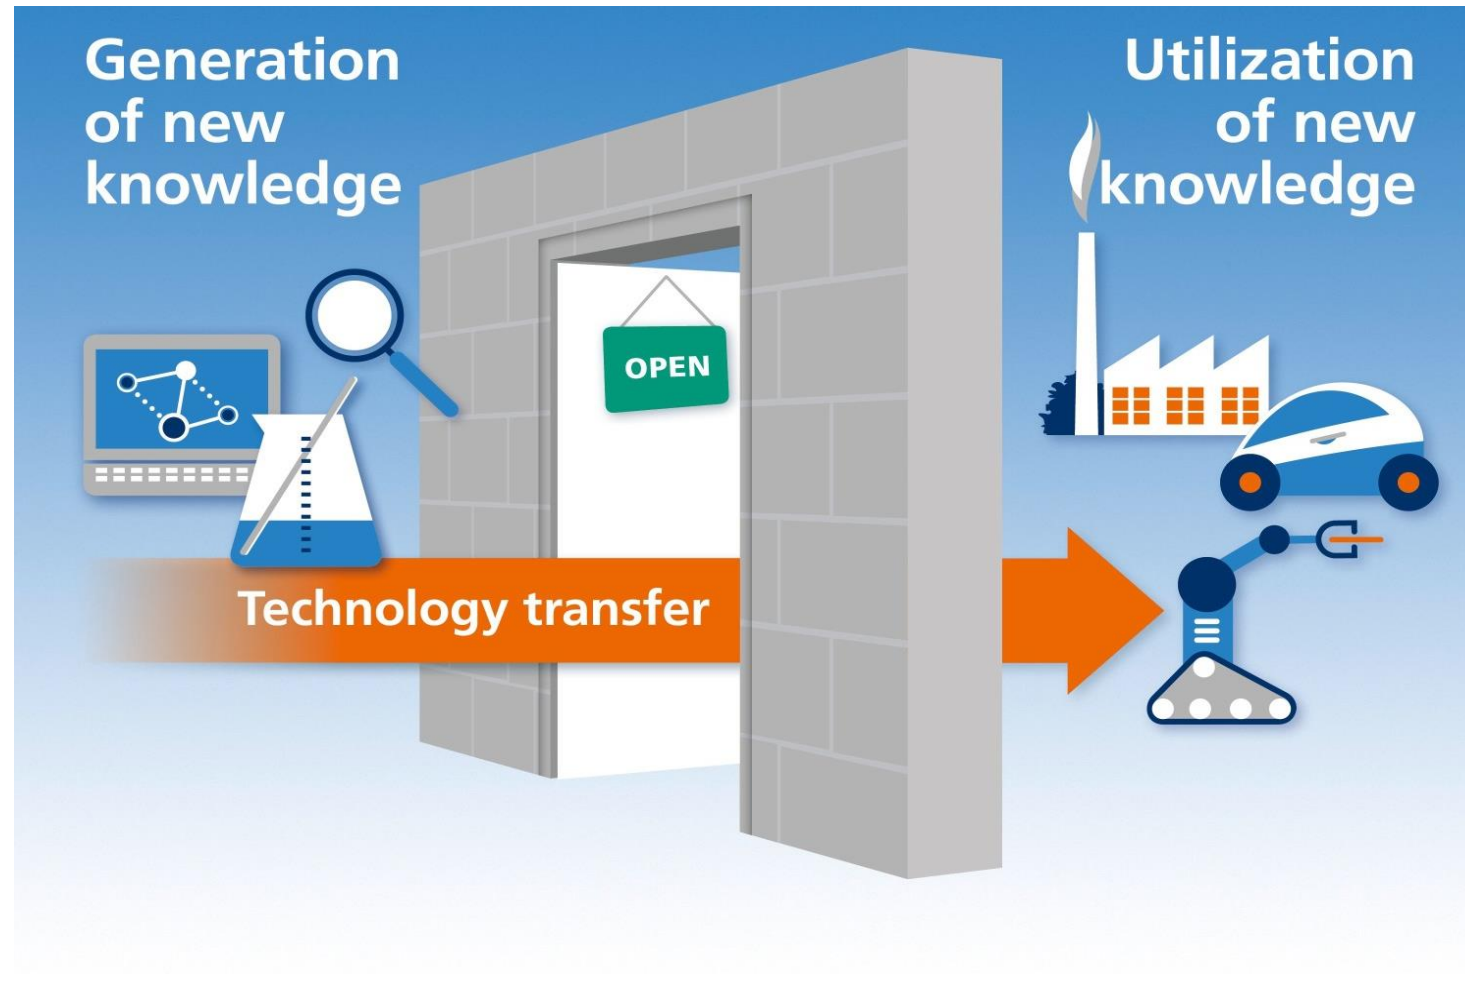 Generation
of new
knowledge
Utilization
of new
knowledge
OPEN
Technology transfer